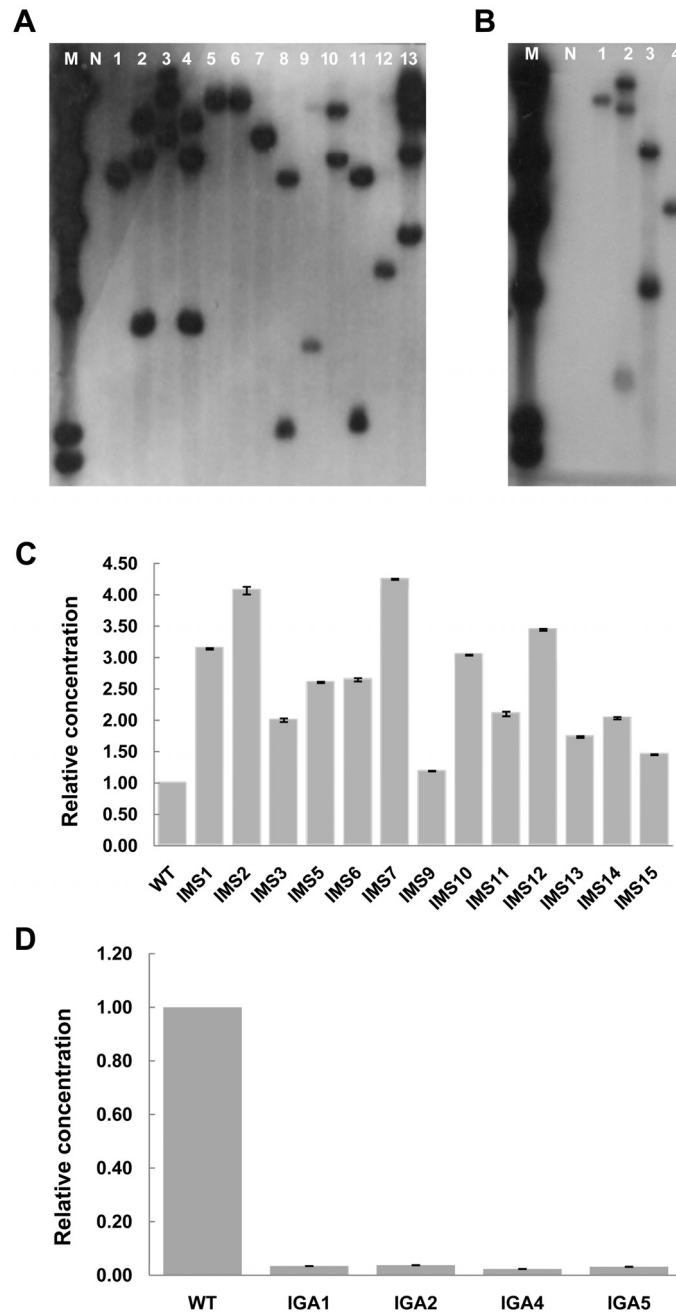 A
M N 1 2 3 4 5 6 7 8 9 10 11 12 13
B
M N 1 2 3 4
C
Relative concentration
4.50
4.00
3.50
3.00
2.50
2.00
1.50
1.00
0.50
0.00
WT IMS1 IMS2 IMS3 IMS5 IMS6 IMS7 IMS9 IMS10 IMS11 IMS12 IMS13 IMS14 IMS15
D
Relative concentration
1.20
1.00
0.80
0.60
0.40
0.20
0.00
WT IGA1 IGA2 IGA4 IGA5